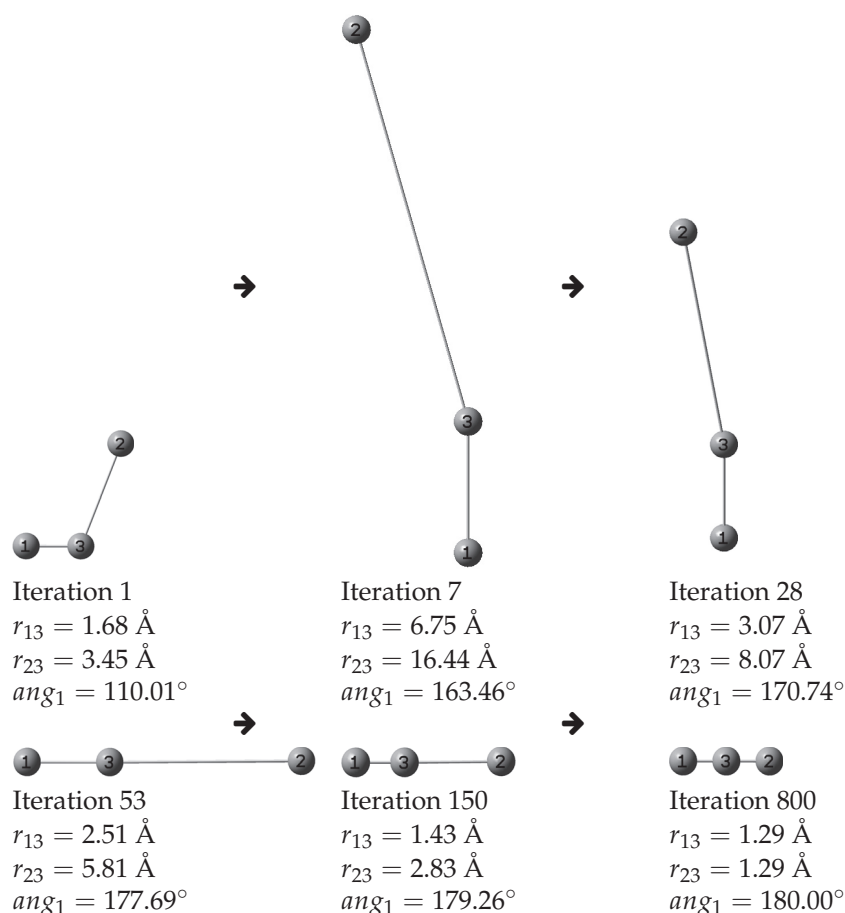 2
2
2
3
3
1 3
1
1
Iteration 1
r13 = 1.68 Å
r23 = 3.45 Å
ang1 = 110.01°
Iteration 7
r13 = 6.75 Å
r23 = 16.44 Å
ang1 = 163.46°
Iteration 28
r13 = 3.07 Å
r23 = 8.07 Å
ang1 = 170.74°
1 3 2
Iteration 53
r13 = 2.51 Å
r23 = 5.81 Å
ang1 = 177.69°
1 3 2
Iteration 150
r13 = 1.43 Å
r23 = 2.83 Å
ang1 = 179.26°
1 3 2
Iteration 800
r13 = 1.29 Å
r23 = 1.29 Å
ang1 = 180.00°